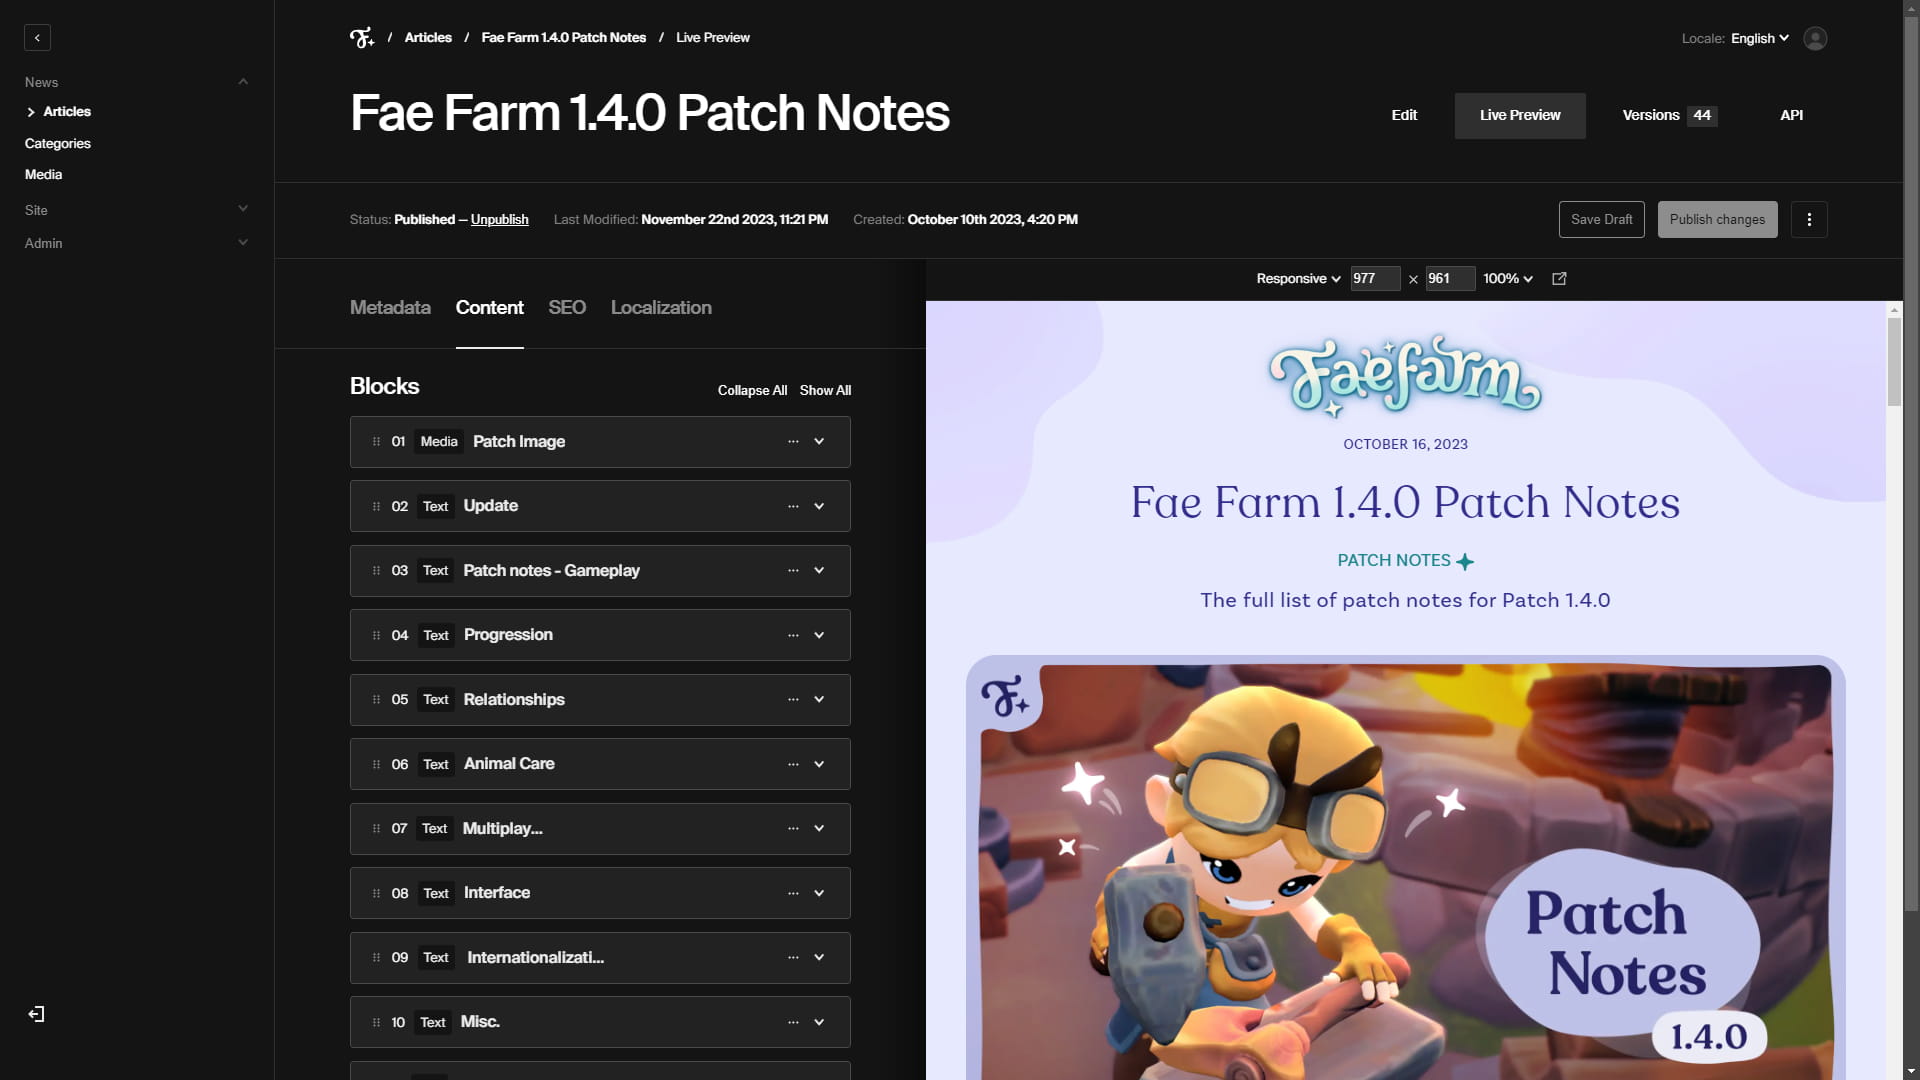 / Articles / Fae Farm 1.4.0 Patch Notes / Live Preview
Locale: English
News
Articles
Categories
Media
Site
Admin
Fae Farm 1.4.0 Patch Notes
Edit
Live Preview
Versions 44
API
Status: Published — Unpublish
Last Modified: November 22nd 2023, 11:21 PM
Created: October 10th 2023, 4:20 PM
Save Draft
Publish changes
Metadata Content SEO Localization
Responsive 977 × 961 100%
Blocks
Collapse All Show All
01 Media Patch Image
02 Text Update
03 Text Patch notes - Gameplay
04 Text Progression
05 Text Relationships
06 Text Animal Care
07 Text Multiplay...
08 Text Interface
09 Text Internationalizati...
10 Text Misc.
Faefarm
OCTOBER 16, 2023
Fae Farm 1.4.0 Patch Notes
PATCH NOTES
The full list of patch notes for Patch 1.4.0
Patch
Notes
1.4.0